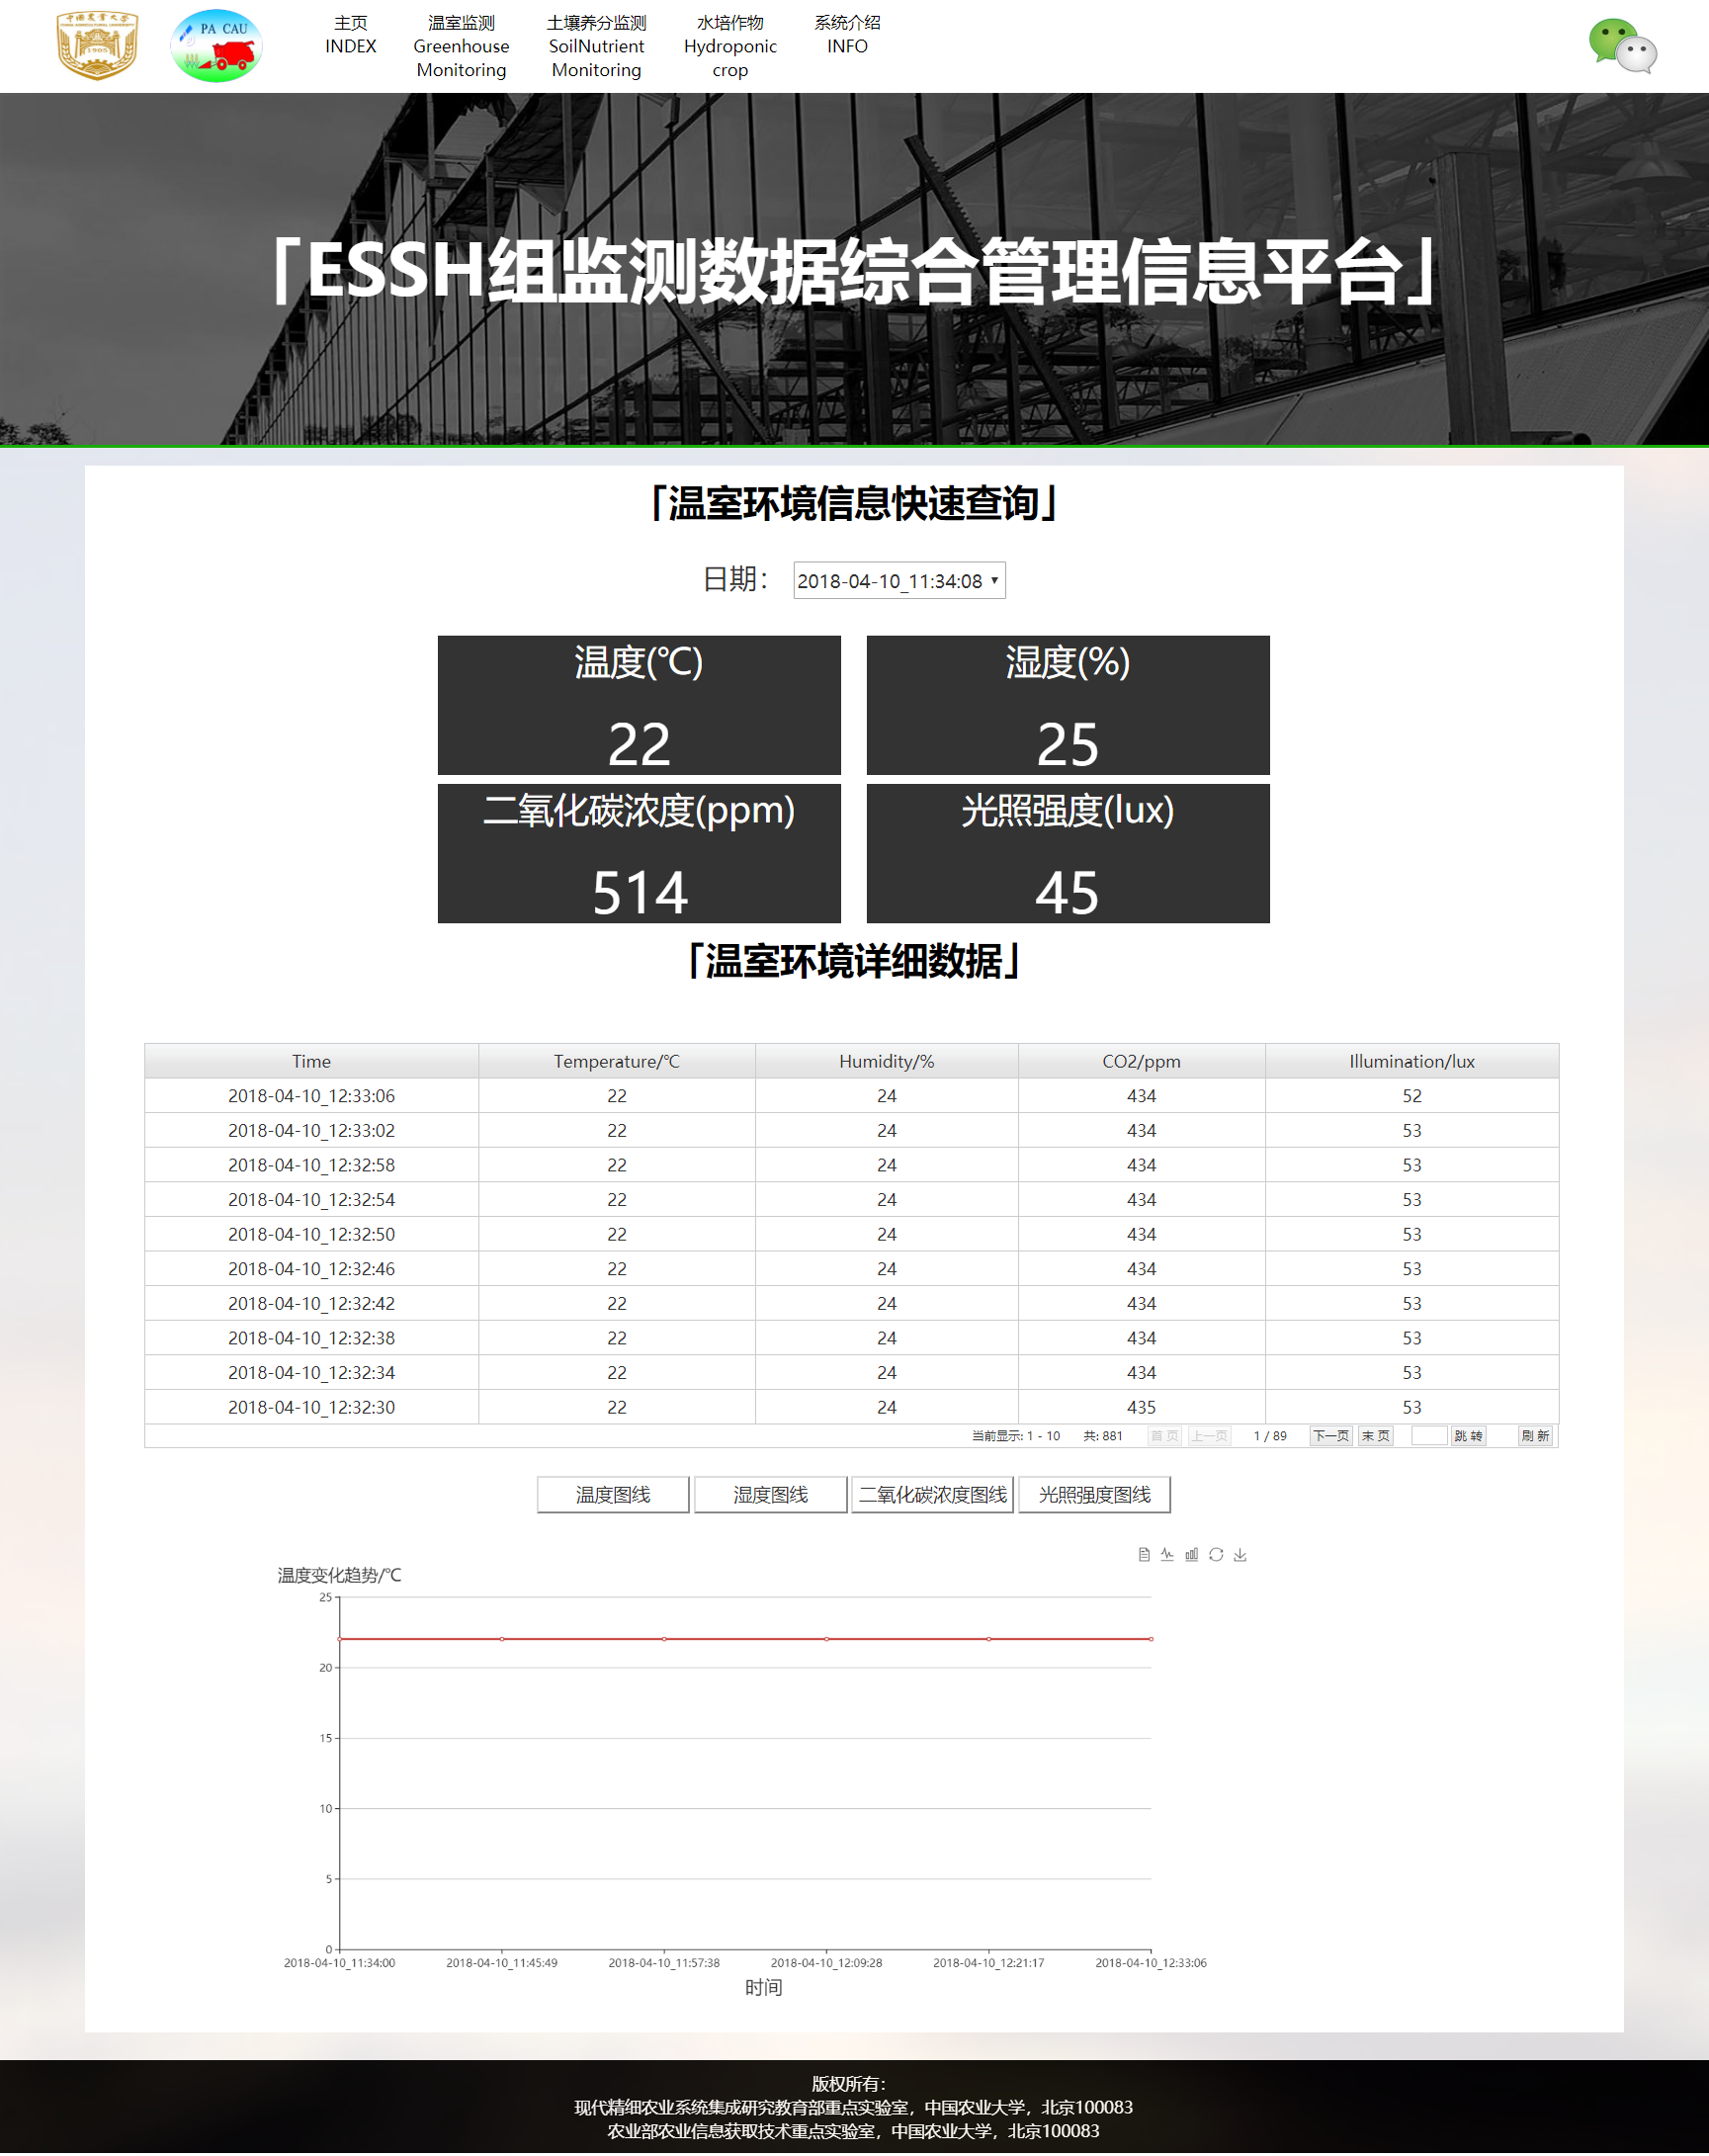 中国农业大学
CHINA AGRICULTURAL UNIVERSITY
1905
PA CAU
主页
INDEX
温室监测
Greenhouse
Monitoring
土壤养分监测
SoilNutrient
Monitoring
水培作物
Hydroponic
crop
系统介绍
INFO
「ESSH组监测数据综合管理信息平台」
「温室环境信息快速查询」
日期： 2018-04-10_11:34:08
温度(℃) 湿度(%)
22 25
二氧化碳浓度(ppm) 光照强度(lux)
514 45
「温室环境详细数据」
Time Temperature/℃ Humidity/% CO2/ppm Illumination/lux
2018-04-10_12:33:06 22 24 434 52
2018-04-10_12:33:02 22 24 434 53
2018-04-10_12:32:58 22 24 434 53
2018-04-10_12:32:54 22 24 434 53
2018-04-10_12:32:50 22 24 434 53
2018-04-10_12:32:46 22 24 434 53
2018-04-10_12:32:42 22 24 434 53
2018-04-10_12:32:38 22 24 434 53
2018-04-10_12:32:34 22 24 434 53
2018-04-10_12:32:30 22 24 435 53
当前显示: 1 - 10 共: 881 首 页 上一页 1 / 89 下一页 末 页 跳 转 刷 新
温度图线 湿度图线 二氧化碳浓度图线 光照强度图线
温度变化趋势/℃
25
20
15
10
5
0
2018-04-10_11:34:00 2018-04-10_11:45:49 2018-04-10_11:57:38 2018-04-10_12:09:28 2018-04-10_12:21:17 2018-04-10_12:33:06
时间
版权所有：
现代精细农业系统集成研究教育部重点实验室，中国农业大学，北京100083
农业部农业信息获取技术重点实验室，中国农业大学，北京100083